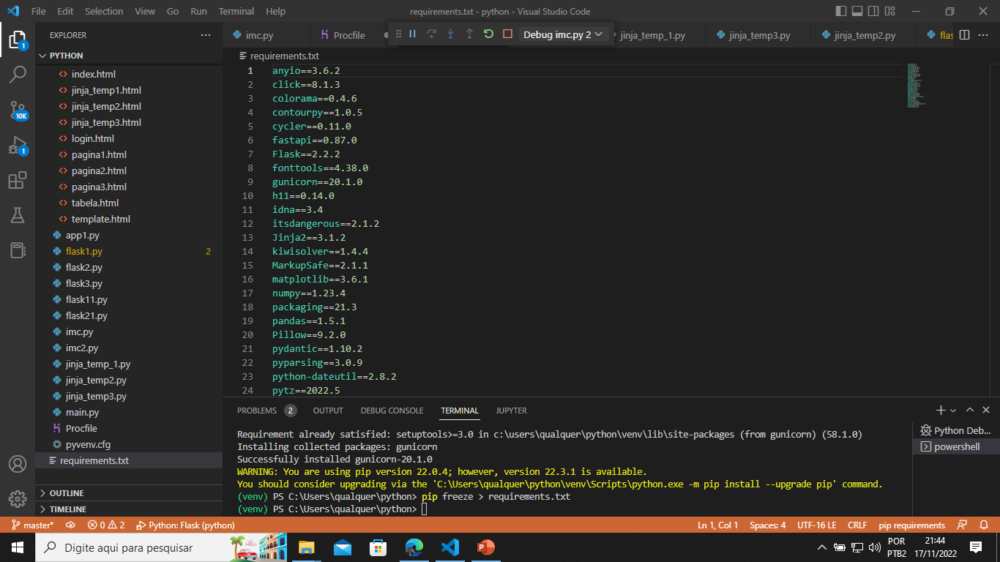 File Edit Selection View Go Run Terminal Help
requirements.txt - python - Visual Studio Code
EXPLORER
PYTHON
index.html
jinja_temp1.html
jinja_temp2.html
jinja_temp3.html
login.html
pagina1.html
pagina2.html
pagina3.html
tabela.html
template.html
app1.py
flask1.py 2
flask2.py
flask3.py
flask11.py
flask21.py
imc.py
imc2.py
jinja_temp_1.py
jinja_temp2.py
jinja_temp3.py
main.py
Procfile
pyvenv.cfg
requirements.txt
OUTLINE
TIMELINE
1
10K
1
imc.py Procfile Debug imc.py 2 jinja_temp_1.py jinja_temp3.py jinja_temp2.py flas
requirements.txt
1 anyio==3.6.2
2 click==8.1.3
3 colorama==0.4.6
4 contourpy==1.0.5
5 cycler==0.11.0
6 fastapi==0.87.0
7 Flask==2.2.2
8 fonttools==4.38.0
9 gunicorn==20.1.0
10 h11==0.14.0
11 idna==3.4
12 itsdangerous==2.1.2
13 Jinja2==3.1.2
14 kiwisolver==1.4.4
15 MarkupSafe==2.1.1
16 matplotlib==3.6.1
17 numpy==1.23.4
18 packaging==21.3
19 pandas==1.5.1
20 Pillow==9.2.0
21 pydantic==1.10.2
22 pyparsing==3.0.9
23 python-dateutil==2.8.2
24 pytz==2022.5
PROBLEMS 2 OUTPUT DEBUG CONSOLE TERMINAL JUPYTER
Requirement already satisfied: setuptools>=3.0 in c:\users\qualquer\python\venv\lib\site-packages (from gunicorn) (58.1.0)
Installing collected packages: gunicorn
Successfully installed gunicorn-20.1.0
WARNING: You are using pip version 22.0.4; however, version 22.3.1 is available.
You should consider upgrading via the 'C:\Users\qualquer\python\venv\Scripts\python.exe -m pip install --upgrade pip' command.
(venv) PS C:\Users\qualquer\python> pip freeze > requirements.txt
(venv) PS C:\Users\qualquer\python>
Python Deb...
powershell
master* 0 2 Python: Flask (python) Ln 1, Col 1 Spaces: 4 UTF-16 LE CRLF pip requirements
Digite aqui para pesquisar
POR
PTB2
21:44
17/11/2022